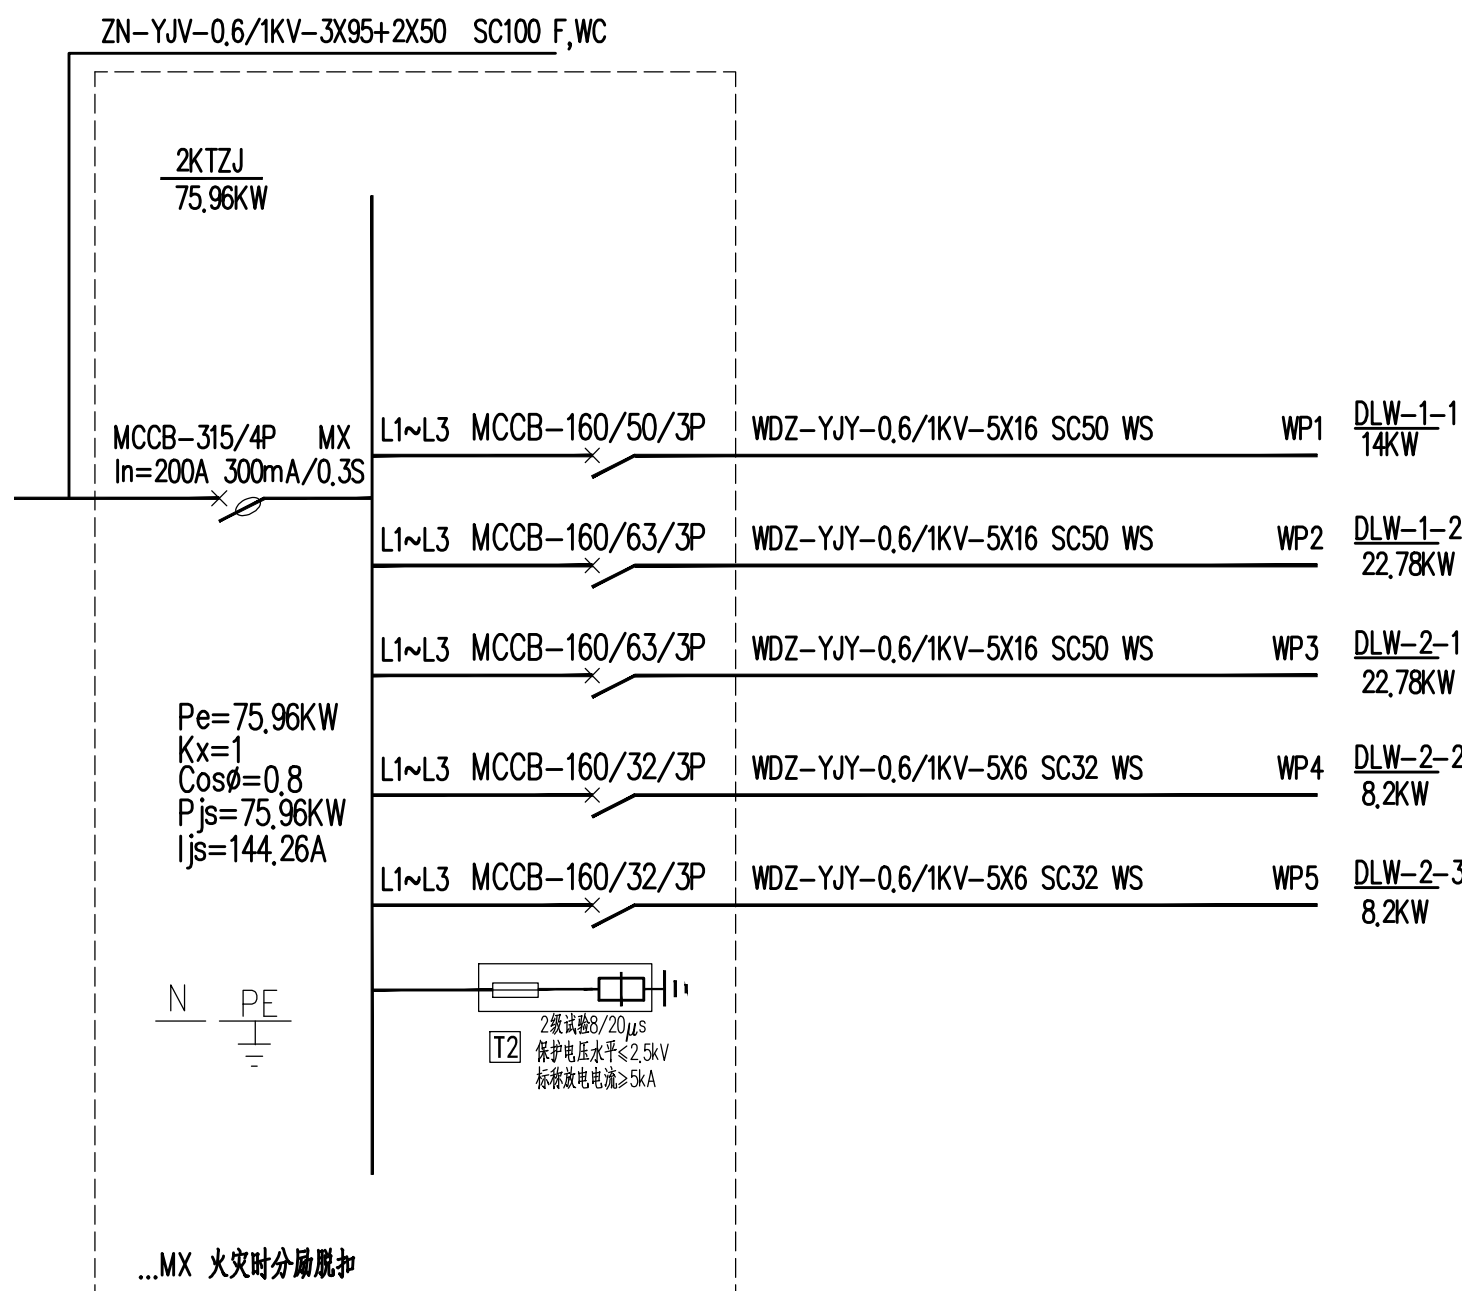 ZN-YJV-0.6/1KV-3X95+2X50 SC100 F,WC
2KTZJ
75.96KW
MCCB-315/4P MX
In=200A 300mA/0.3S
L1~L3 MCCB-160/50/3P WDZ-YJY-0.6/1KV-5X16 SC50 WS WP1 DLW-1-1
14KW
L1~L3 MCCB-160/63/3P WDZ-YJY-0.6/1KV-5X16 SC50 WS WP2 DLW-1-2
22.78KW
L1~L3 MCCB-160/63/3P WDZ-YJY-0.6/1KV-5X16 SC50 WS WP3 DLW-2-1
22.78KW
Pe=75.96KW
Kx=1
CosØ=0.8
Pjs=75.96KW
Ijs=144.26A
L1~L3 MCCB-160/32/3P WDZ-YJY-0.6/1KV-5X6 SC32 WS WP4 DLW-2-2
8.2KW
L1~L3 MCCB-160/32/3P WDZ-YJY-0.6/1KV-5X6 SC32 WS WP5 DLW-2-3
8.2KW
N PE
T2
2级试验8/20μs
保护电压水平≤2.5kV
标称放电电流≥5kA
...MX 火灾时分励脱扣